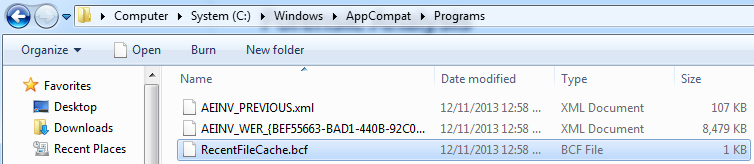 Computer ▸ System (C:) ▸ Windows ▸ AppCompat ▸ Programs
Organize Open Burn New folder
Name Date modified Type Size
Favorites
Desktop
Downloads
Recent Places
AEINV_PREVIOUS.xml 12/11/2013 12:58 ... XML Document 107 KB
AEINV_WER_{BEF55663-BAD1-440B-92C0... 12/11/2013 12:58 ... XML Document 8,479 KB
RecentFileCache.bcf 12/11/2013 12:58 ... BCF File 1 KB